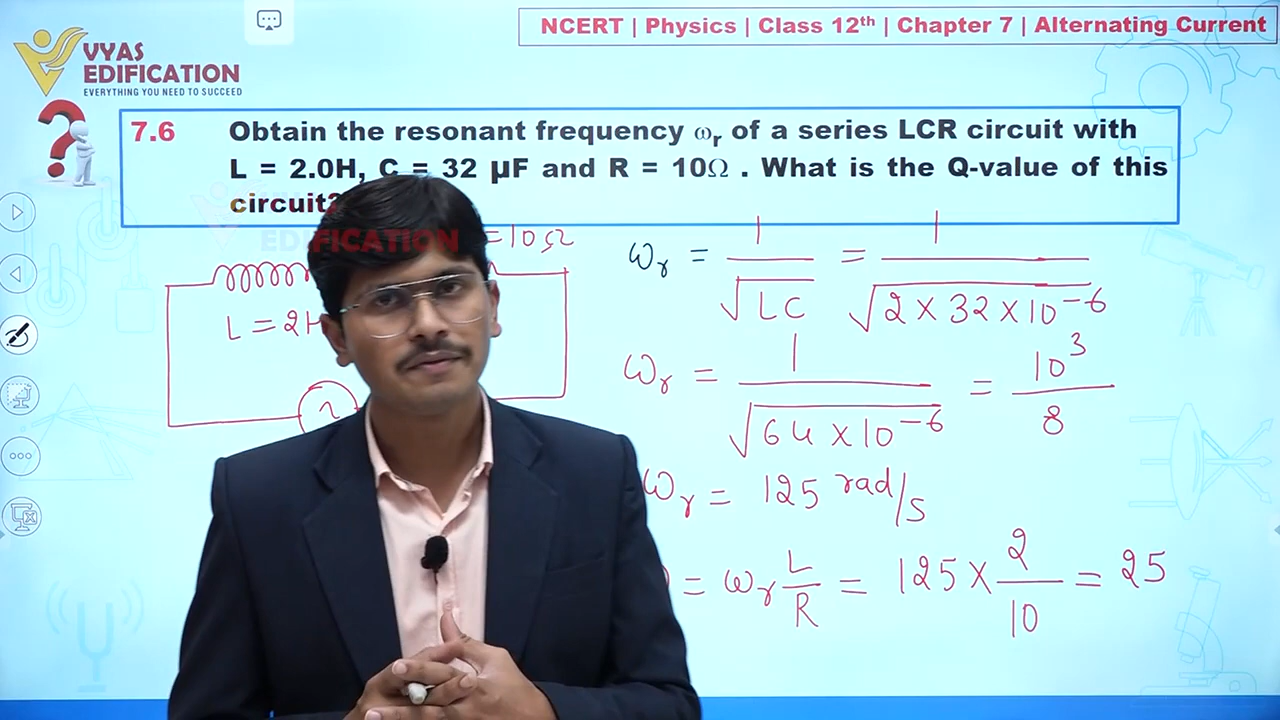 NCERT | Physics | Class 12th | Chapter 7 | Alternating Current
VYAS
EDIFICATION
EVERYTHING YOU NEED TO SUCCEED
7.6 Obtain the resonant frequency ωr of a series LCR circuit with
L = 2.0H, C = 32 µF and R = 10Ω . What is the Q-value of this
circuit?
EDIFICATION
= 10Ω
L = 2H
ωr = 1/√LC = 1/√2 × 32 × 10⁻⁶
ωr = 1/√64 × 10⁻⁶ = 10³/8
ωr = 125 rad/s
= ωr L/R = 125 × 2/10 = 25